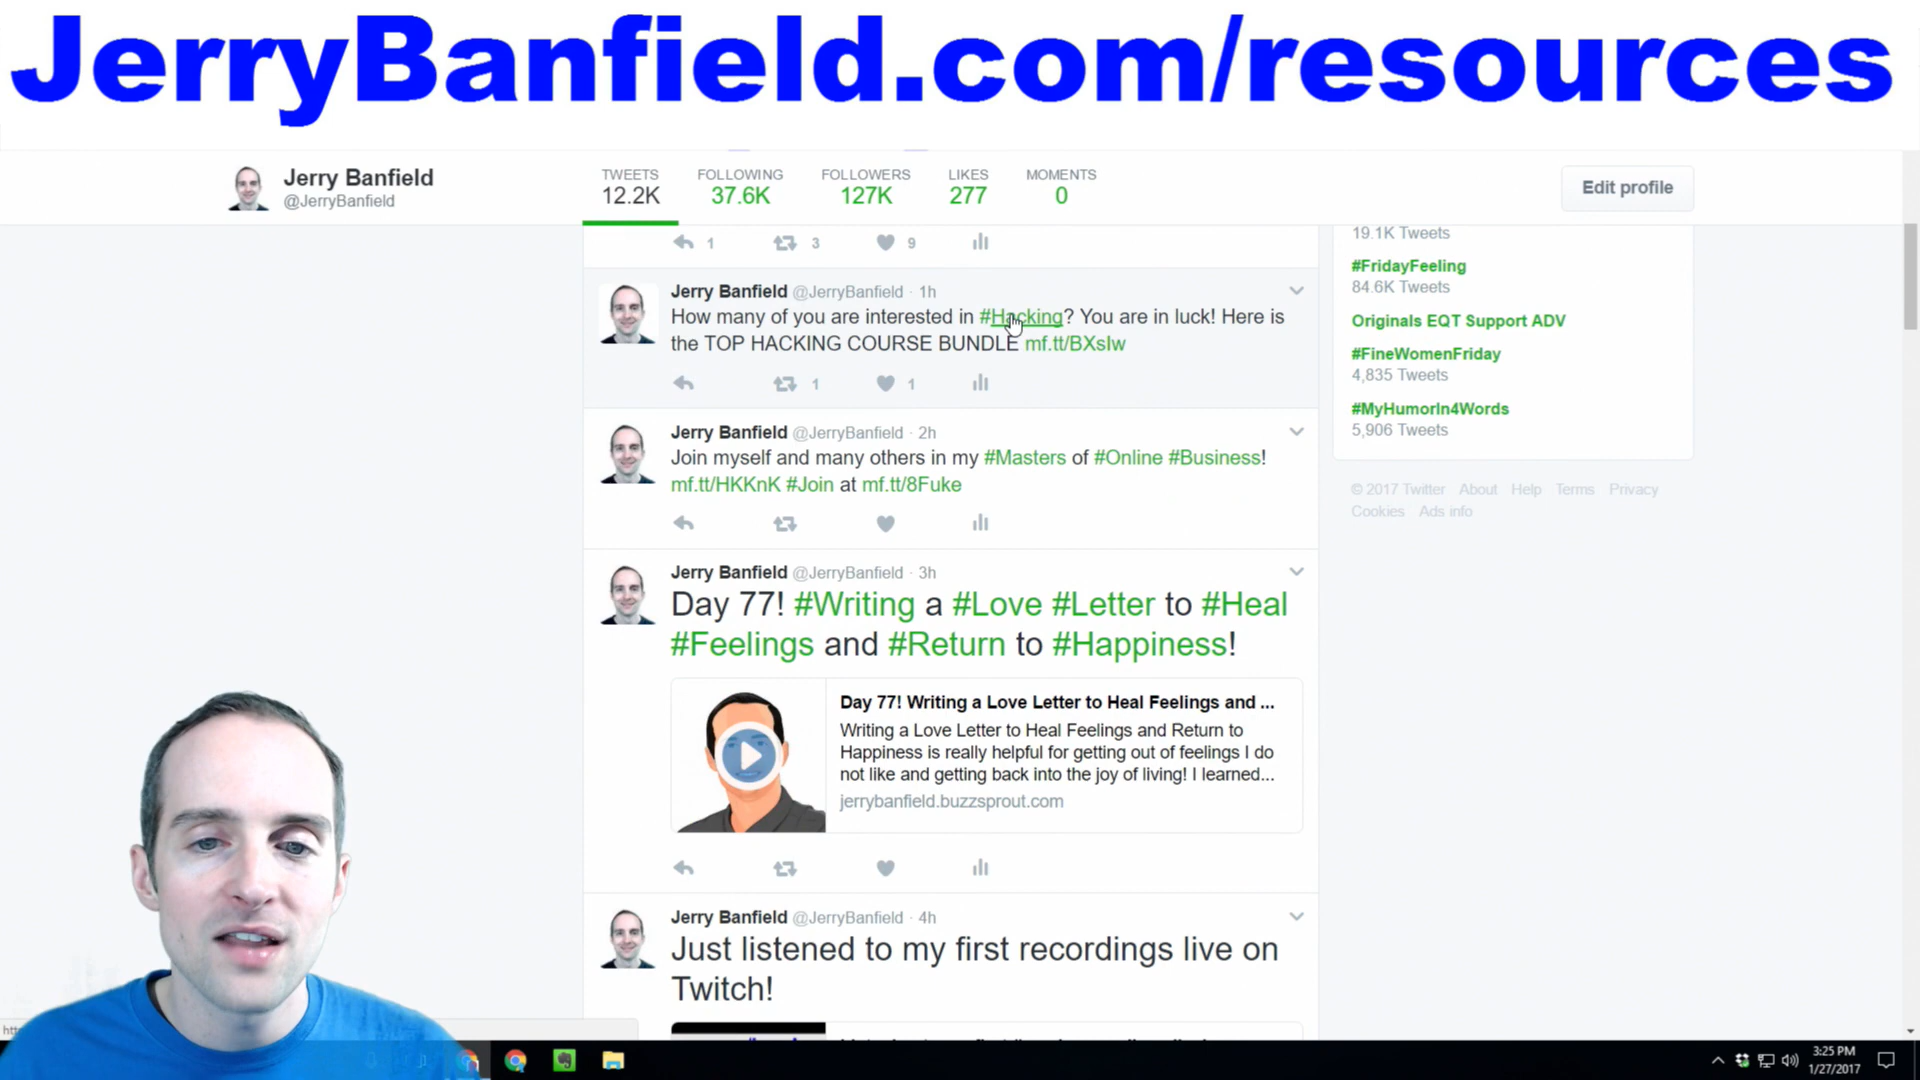 JerryBanfield.com/resources
Jerry Banfield
@JerryBanfield
TWEETS
12.2K
FOLLOWING
37.6K
FOLLOWERS
127K
LIKES
277
MOMENTS
0
Edit profile
1 3 9
Jerry Banfield @JerryBanfield · 1h
How many of you are interested in #Hacking? You are in luck! Here is
the TOP HACKING COURSE BUNDLE mf.tt/BXsIw
1 1
Jerry Banfield @JerryBanfield · 2h
Join myself and many others in my #Masters of #Online #Business!
mf.tt/HKKnK #Join at mf.tt/8Fuke
Jerry Banfield @JerryBanfield · 3h
Day 77! #Writing a #Love #Letter to #Heal
#Feelings and #Return to #Happiness!
Day 77! Writing a Love Letter to Heal Feelings and ...
Writing a Love Letter to Heal Feelings and Return to
Happiness is really helpful for getting out of feelings I do
not like and getting back into the joy of living! I learned...
jerrybanfield.buzzsprout.com
Jerry Banfield @JerryBanfield · 4h
Just listened to my first recordings live on
Twitch!
19.1K Tweets
#FridayFeeling
84.6K Tweets
Originals EQT Support ADV
#FineWomenFriday
4,835 Tweets
#MyHumorIn4Words
5,906 Tweets
© 2017 Twitter About Help Terms Privacy
Cookies Ads info
3:25 PM
1/27/2017